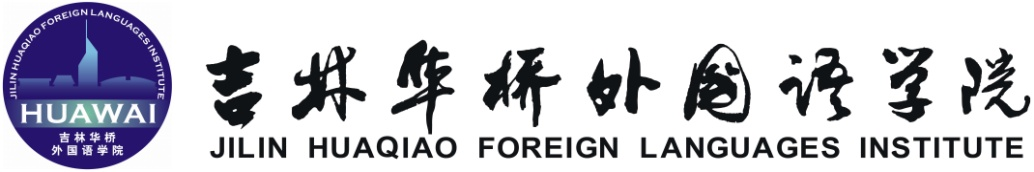 JILIN HUAQIAO FOREIGN LANGUAGES INSTITUTE
HUAWAI
吉林华桥
外国语学院
吉林华桥外国语学院
JILIN HUAQIAO FOREIGN LANGUAGES INSTITUTE